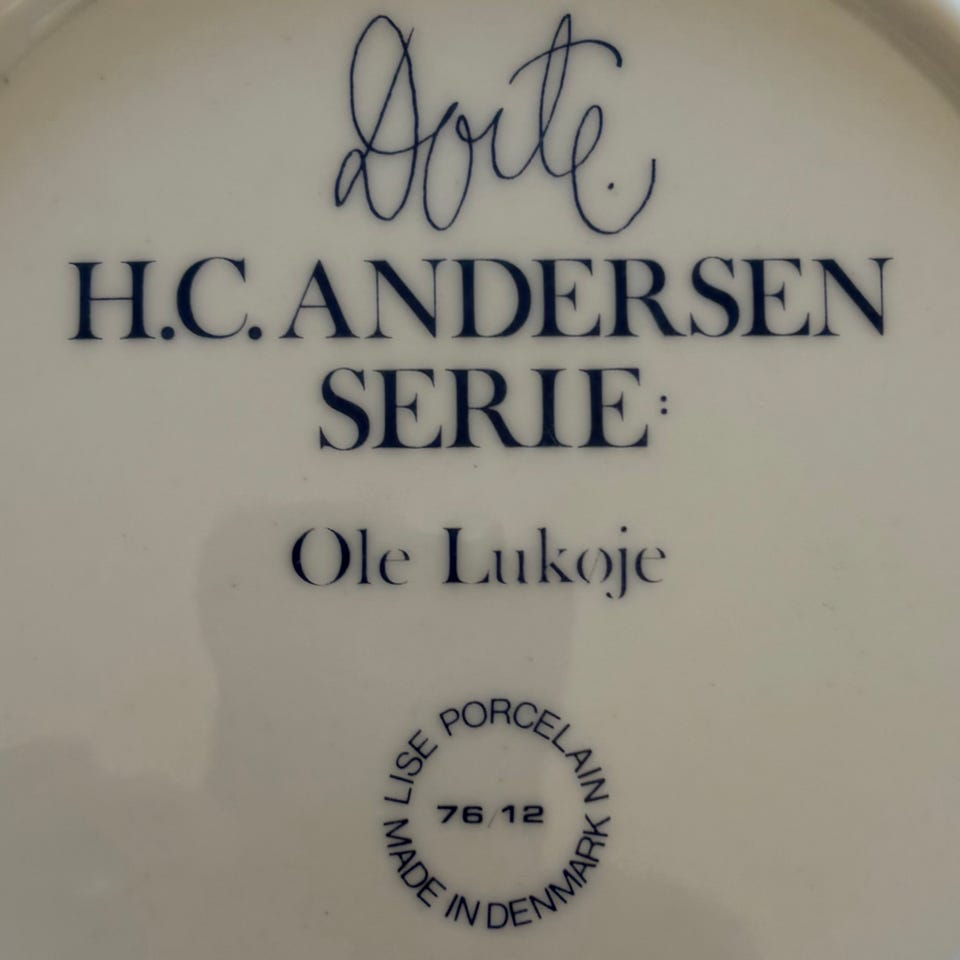 Dorte.
H.C. ANDERSEN
SERIE:
Ole Lukøje
LISE PORCELAIN
76/12
MADE IN DENMARK